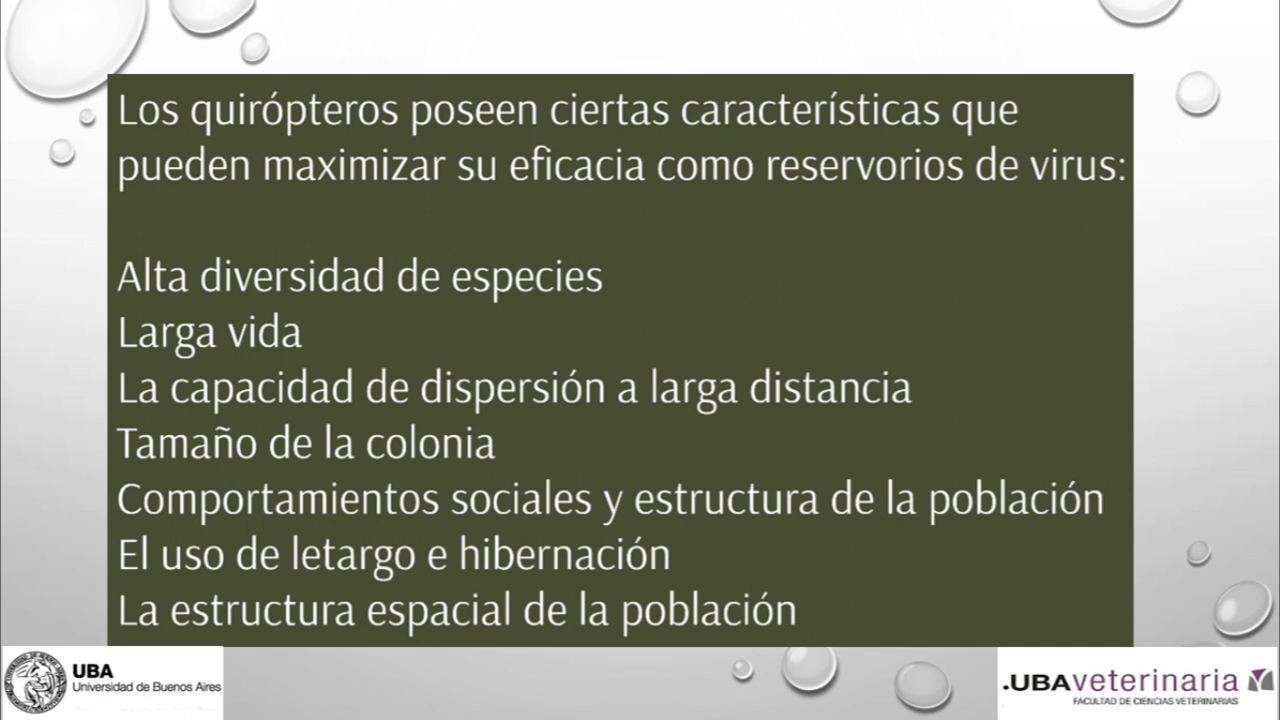 Los quirópteros poseen ciertas características que
pueden maximizar su eficacia como reservorios de virus:
Alta diversidad de especies
Larga vida
La capacidad de dispersión a larga distancia
Tamaño de la colonia
Comportamientos sociales y estructura de la población
El uso de letargo e hibernación
La estructura espacial de la población
UBA
Universidad de Buenos Aires
.UBAveterinaria
FACULTAD DE CIENCIAS VETERINARIAS